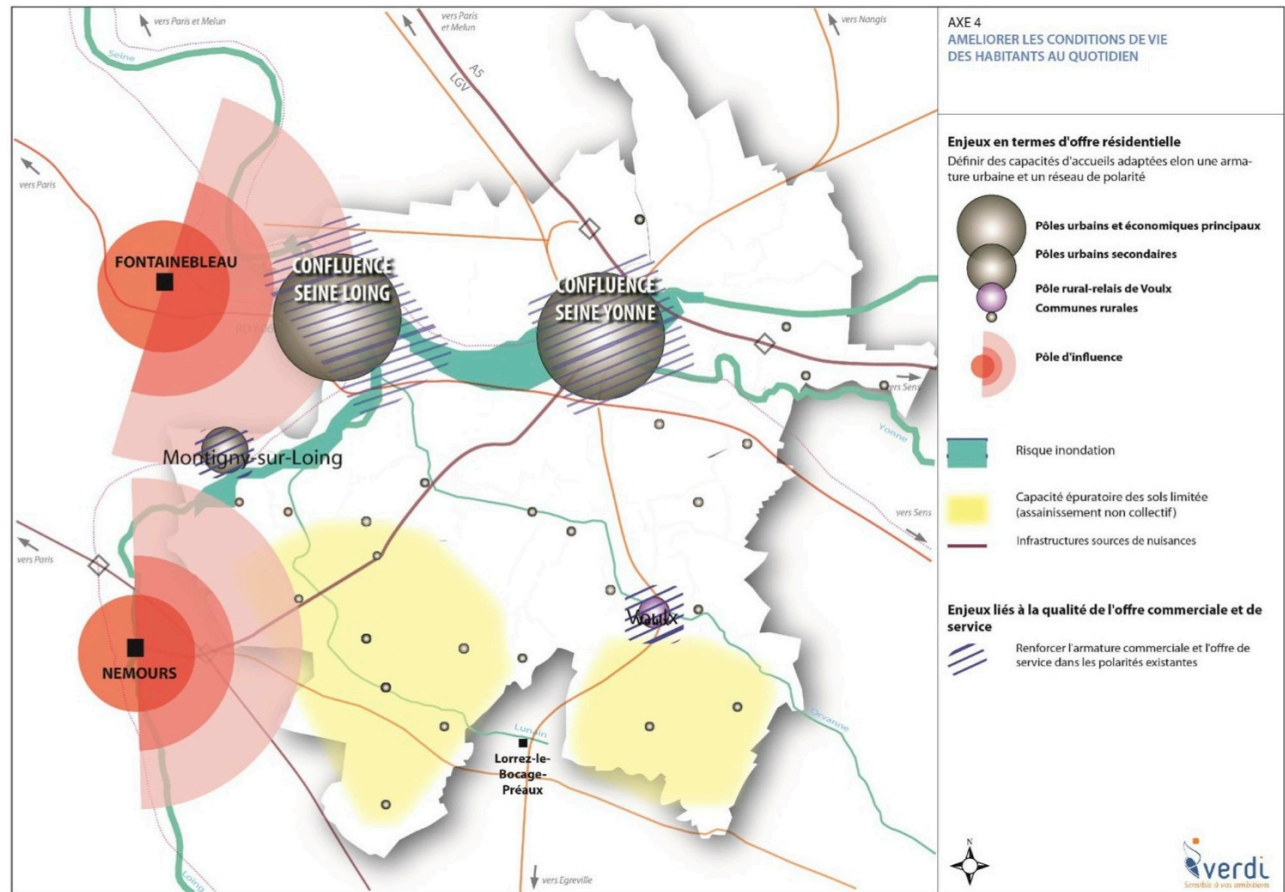 vers Paris et Melun
vers Paris
et Melun
vers Nangis
Seine
A5
LGV
vers Paris
FONTAINEBLEAU
CONFLUENCE
SEINE LOING
CONFLUENCE
SEINE YONNE
vers Sens
Yonne
Montigny-sur-Loing
vers Sens
vers Paris
Voulx
NEMOURS
Lunain
Orvanne
Lorrez-le-
Bocage-
Préaux
Loing
vers Egreville
AXE 4
AMELIORER LES CONDITIONS DE VIE
DES HABITANTS AU QUOTIDIEN
Enjeux en termes d'offre résidentielle
Définir des capacités d'accueils adaptées elon une arma-
ture urbaine et un réseau de polarité
Pôles urbains et économiques principaux
Pôles urbains secondaires
Pôle rural-relais de Voulx
Communes rurales
Pôle d'influence
Risque inondation
Capacité épuratoire des sols limitée
(assainissement non collectif)
Infrastructures sources de nuisances
Enjeux liés à la qualité de l'offre commerciale et de
service
Renforcer l'armature commerciale et l'offre de
service dans les polarités existantes
N
verdi
Sensible à vos ambitions